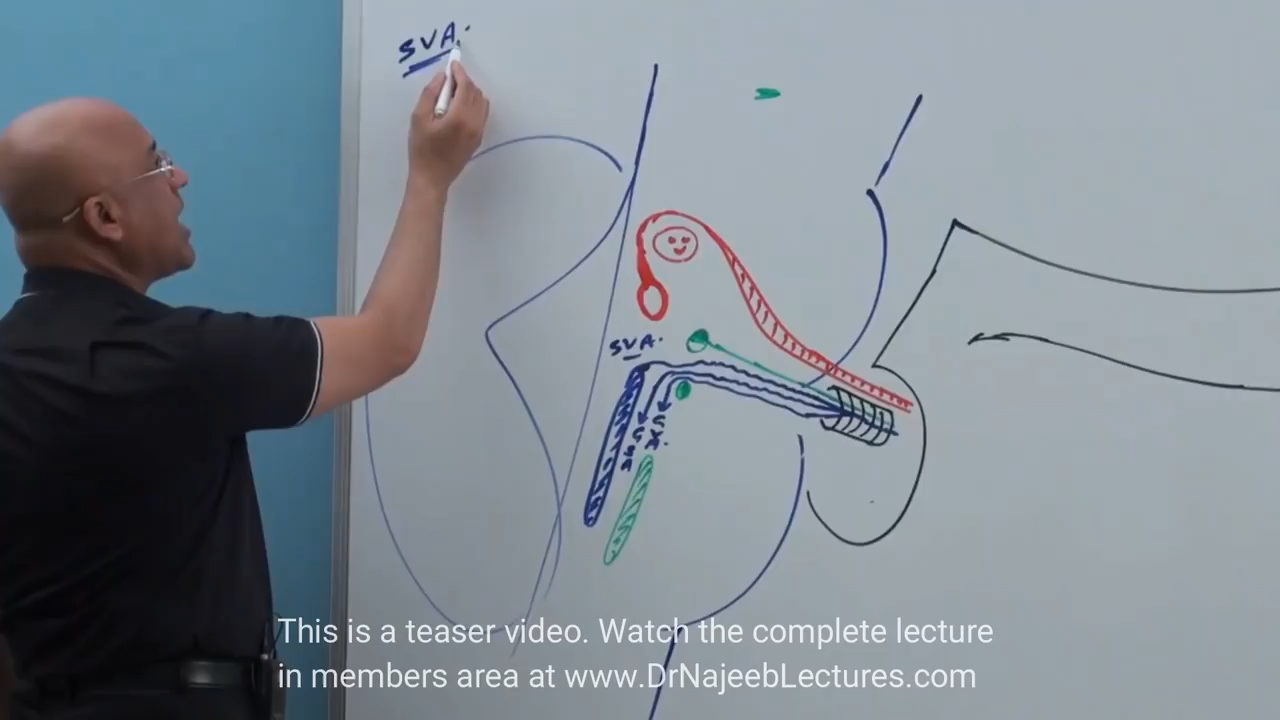 SVA.
SVA.
This is a teaser video. Watch the complete lecture
in members area at www.DrNajeebLectures.com